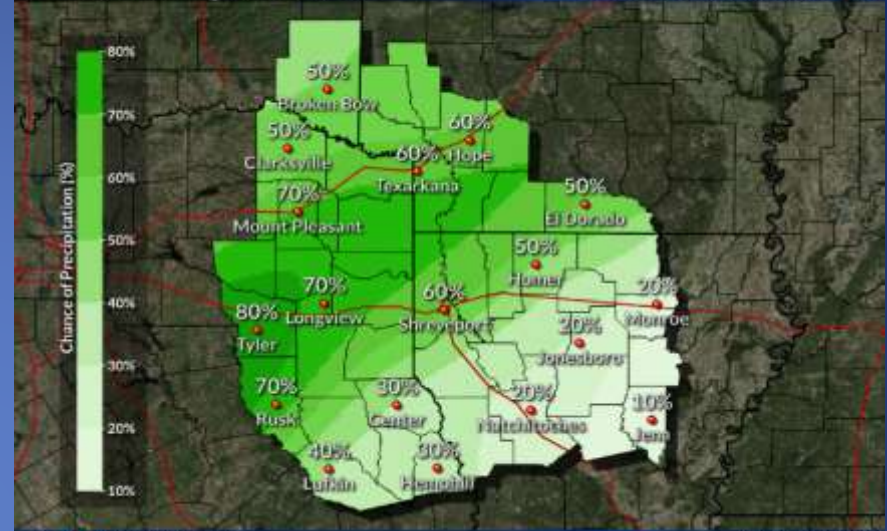 80%
70%
60%
50%
40%
30%
20%
10%
Chance of Precipitation (%)
50%
Broken Bow
50%
Clarksville
60%
Hope
60%
Texarkana
70%
Mount Pleasant
50%
El Dorado
50%
Homer
20%
Monroe
70%
Longview
60%
Shreveport
80%
Tyler
20%
Jonesboro
70%
Rusk
30%
Center
20%
Natchitoches
10%
Jena
40%
Lufkin
30%
Hemphill